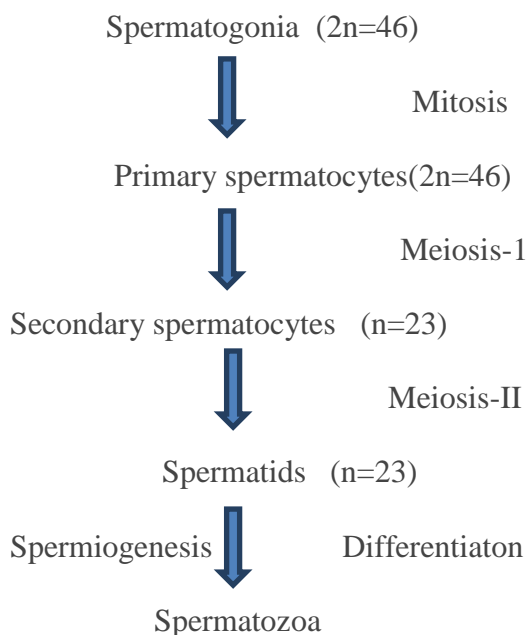 Spermatogonia (2n=46)
Mitosis
Primary spermatocytes(2n=46)
Meiosis-1
Secondary spermatocytes (n=23)
Meiosis-II
Spermatids (n=23)
Spermiogenesis Differentiaton
Spermatozoa